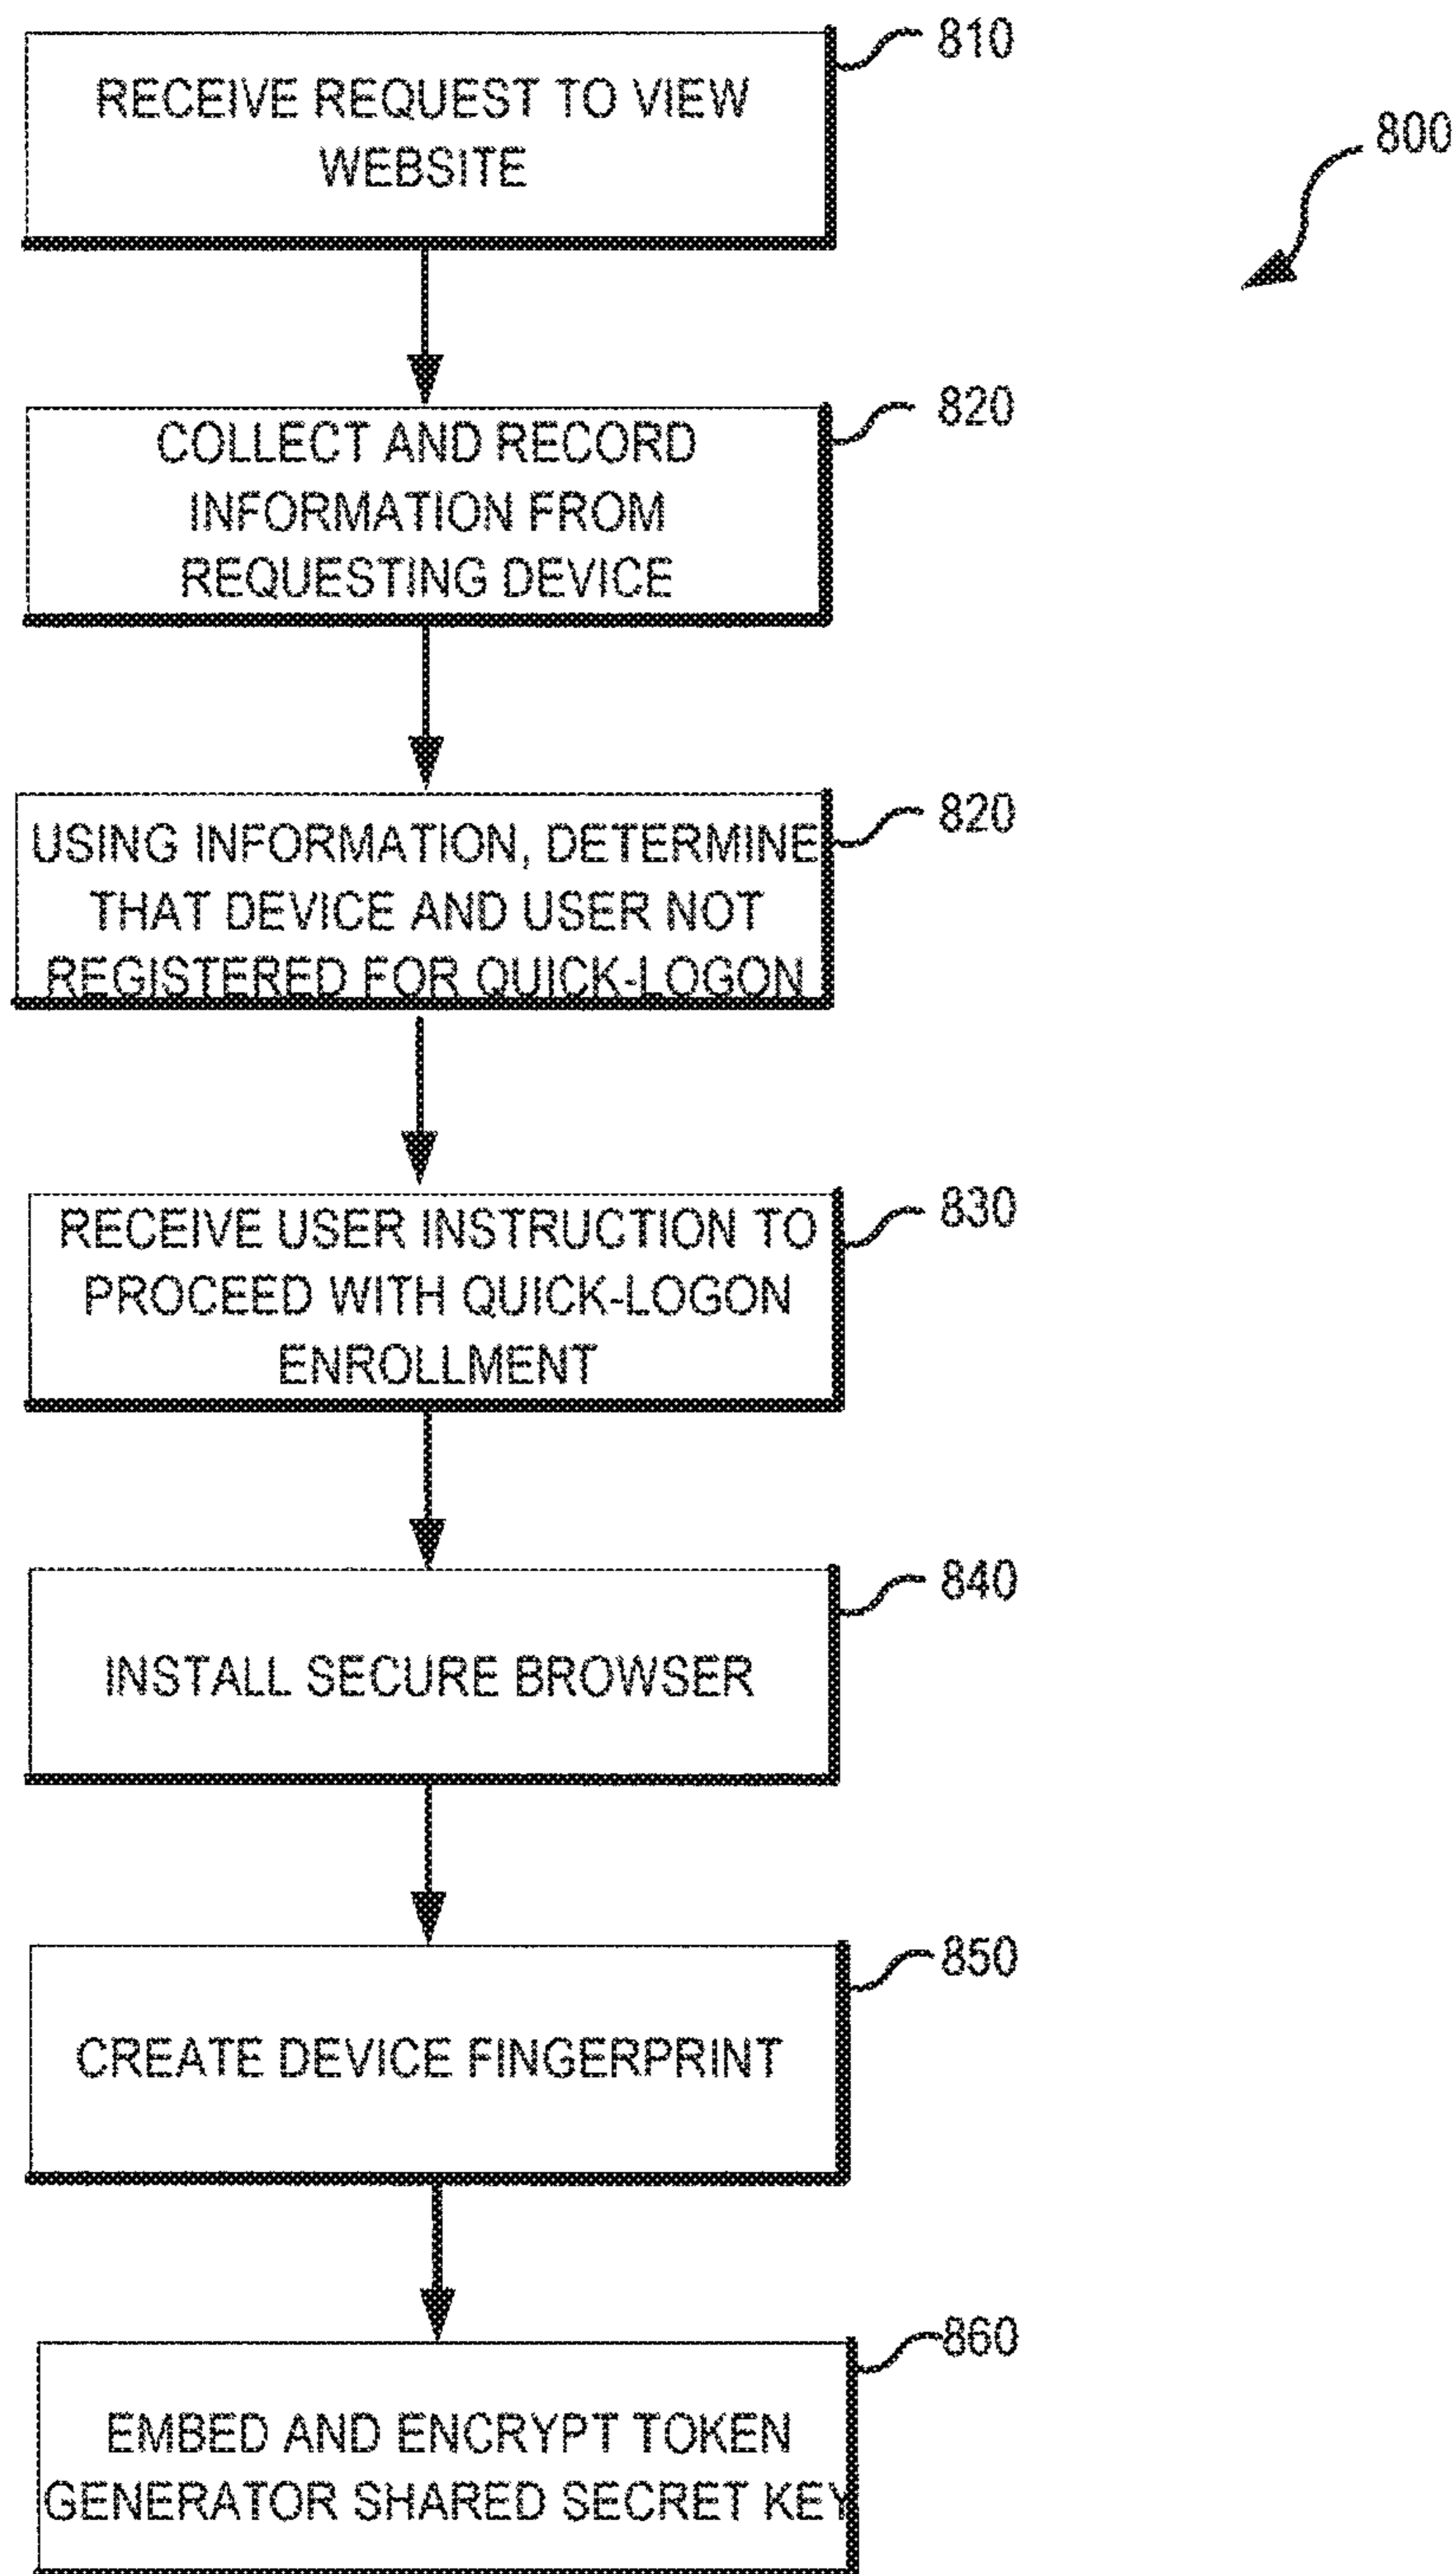 810
RECEIVE REQUEST TO VIEW
WEBSITE
800
820
COLLECT AND RECORD
INFORMATION FROM
REQUESTING DEVICE
820
USING INFORMATION, DETERMINE
THAT DEVICE AND USER NOT
REGISTERED FOR QUICK-LOGON
830
RECEIVE USER INSTRUCTION TO
PROCEED WITH QUICK-LOGON
ENROLLMENT
840
INSTALL SECURE BROWSER
850
CREATE DEVICE FINGERPRINT
860
EMBED AND ENCRYPT TOKEN
GENERATOR SHARED SECRET KEY